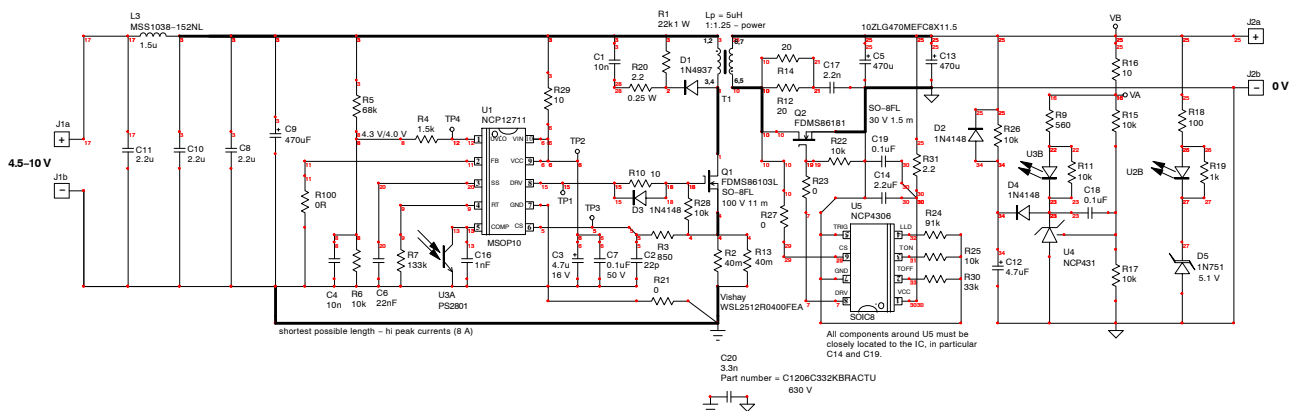 L3
MSS1038-152NL
1.5u
J1a
+
4.5-10 V
J1b
C11
2.2u
C10
2.2u
C8
2.2u
C9
470uF
R5
68k
R100
0R
C4
10n
R6
10k
C6
22nF
R7
133k
4.3 V/4.0 V
R4
1.5k
TP4
U1
NCP12711
UVLO
VIN
FB
VCC
SS
DRV
RT
GND
COMP
CS
MSOP10
U3A
PS2801
C16
1nF
R29
10
TP2
TP1
TP3
R10 10
D3
1N4148
R28
10k
C3
4.7u
16 V
C7
0.1uF
50 V
C2
22p
R3
850
R21
0
C1
10n
R20
2.2
0.25 W
R1
22k1 W
D1
1N4937
Lp = 5uH
1:1.25 - power
T1
Q1
FDMS86103L
SO-8FL
100 V 11 m
R2
40m
R13
40m
Vishay
WSL2512R0400FEA
shortest possible length - hi peak currents (8 A)
20
R14
R12
20
C17
2.2n
10ZLG470MEFC8X11.5
C5
470u
C13
470u
Q2
FDMS86181
SO-8FL
30 V 1.5 m
R22
10k
C19
0.1uF
C14
2.2uF
R23
0
R27
0
R31
2.2
U5
NCP4306
TRIG
LLD
CS
TON
GND
TOFF
DRV
VCC
SOIC8
R24
91k
R25
10k
R30
33k
All components around U5 must be
closely located to the IC, in particular
C14 and C19.
D2
1N4148
R26
10k
D4
1N4148
C12
4.7uF
VB
R16
10
VA
R9
560
R15
10k
U3B
R11
10k
C18
0.1uF
U4
NCP431
R17
10k
R18
100
U2B
R19
1k
D5
1N751
5.1 V
J2a
+
J2b
0 V
C20
3.3n
Part number = C1206C332KBRACTU
630 V